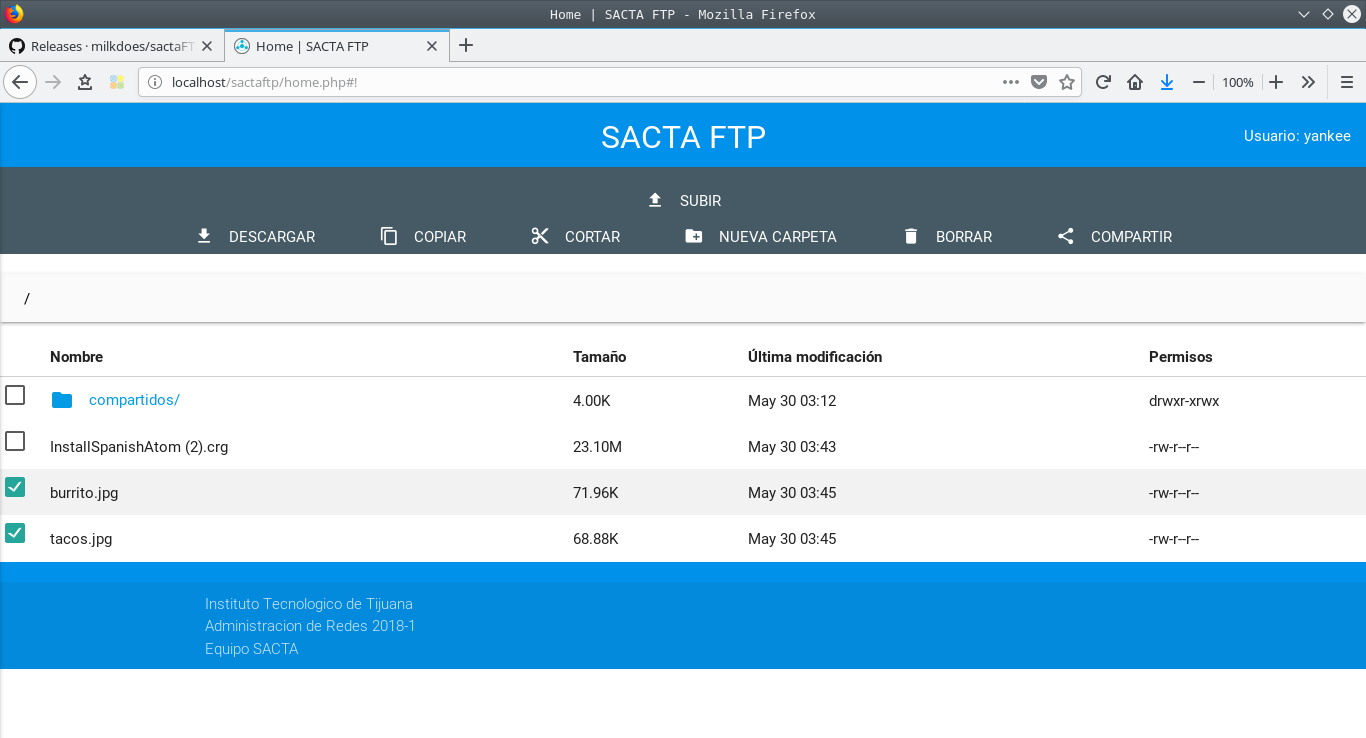 Home | SACTA FTP - Mozilla Firefox
Releases · milkdoes/sactaFT
Home | SACTA FTP
localhost/sactaftp/home.php#!
100%
SACTA FTP
Usuario: yankee
SUBIR
DESCARGAR COPIAR CORTAR NUEVA CARPETA BORRAR COMPARTIR
/
Nombre Tamaño Última modificación Permisos
compartidos/ 4.00K May 30 03:12 drwxr-xrwx
InstallSpanishAtom (2).crg 23.10M May 30 03:43 -rw-r--r--
burrito.jpg 71.96K May 30 03:45 -rw-r--r--
tacos.jpg 68.88K May 30 03:45 -rw-r--r--
Instituto Tecnologico de Tijuana
Administracion de Redes 2018-1
Equipo SACTA